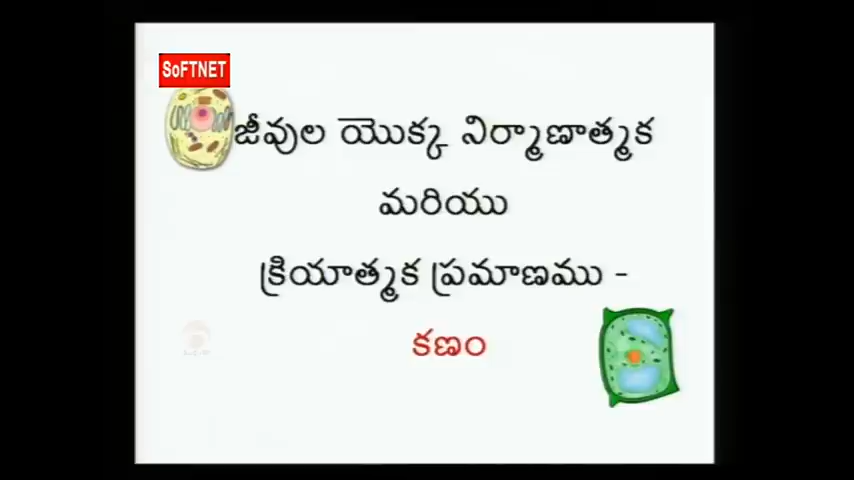 SoFTNET
జీవుల యొక్క నిర్మాణాత్మక
మరియు
క్రియాత్మక ప్రమాణము -
కణం